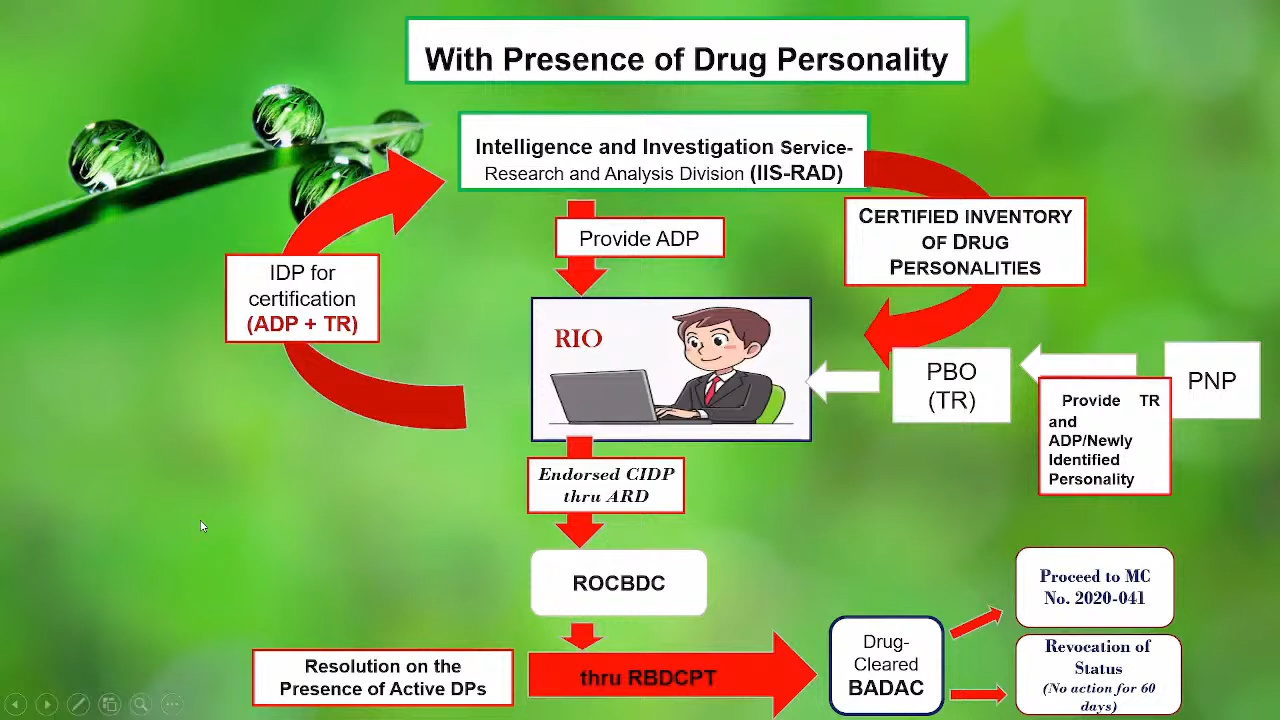 With Presence of Drug Personality
Intelligence and Investigation Service-
Research and Analysis Division (IIS-RAD)
Provide ADP
CERTIFIED INVENTORY
OF DRUG
PERSONALITIES
IDP for
certification
(ADP + TR)
RIO
PBO
(TR)
PNP
Provide TR
and
ADP/Newly
Identified
Personality
Endorsed CIDP
thru ARD
ROCBDC
Resolution on the
Presence of Active DPs
thru RBDCPT
Drug-
Cleared
BADAC
Proceed to MC
No. 2020-041
Revocation of
Status
(No action for 60
days)